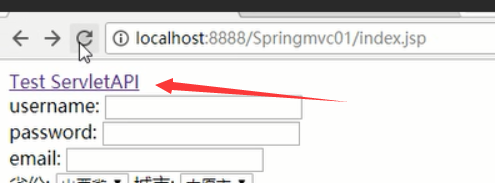 localhost:8888/Springmvc01/index.jsp
Test ServletAPI
username:
password:
email: